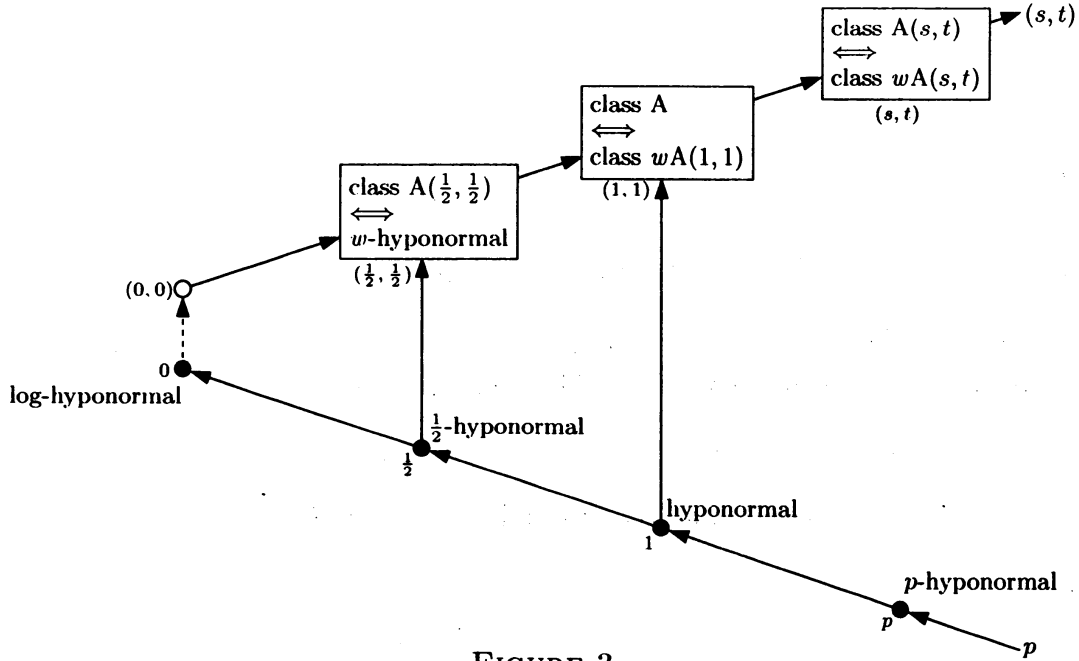 (s, t)
class A(s, t)
⟺
class wA(s, t)
(s, t)
class A
⟺
class wA(1, 1)
(1, 1)
class A(1/2, 1/2)
⟺
w-hyponormal
(1/2, 1/2)
(0, 0)
0
log-hyponormal
1/2-hyponormal
1/2
hyponormal
1
p-hyponormal
p
p